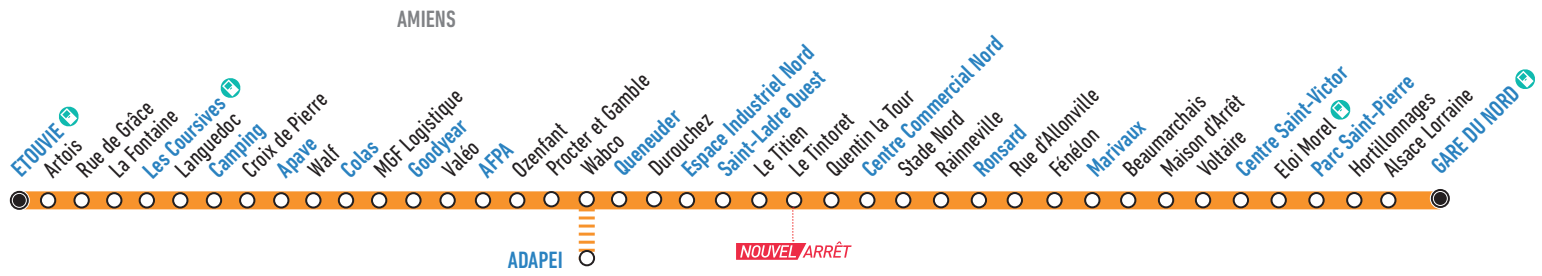 AMIENS
ETOUVIE
Artois
Rue de Grâce
La Fontaine
Les Coursives
Languedoc
Camping
Croix de Pierre
Apave
Walf
Colas
MGF Logistique
Goodyear
Valéo
AFPA
Ozenfant
Procter et Gamble
Wabco
Queneuder
Durouchez
Espace Industriel Nord
Saint-Ladre Ouest
Le Titien
Le Tintoret
Quentin la Tour
Centre Commercial Nord
Stade Nord
Rainneville
Ronsard
Rue d'Allonville
Fénélon
Marivaux
Beaumarchais
Maison d'Arrêt
Voltaire
Centre Saint-Victor
Eloi Morel
Parc Saint-Pierre
Hortillonnages
Alsace Lorraine
GARE DU NORD
ADAPEI
NOUVEL ARRÊT